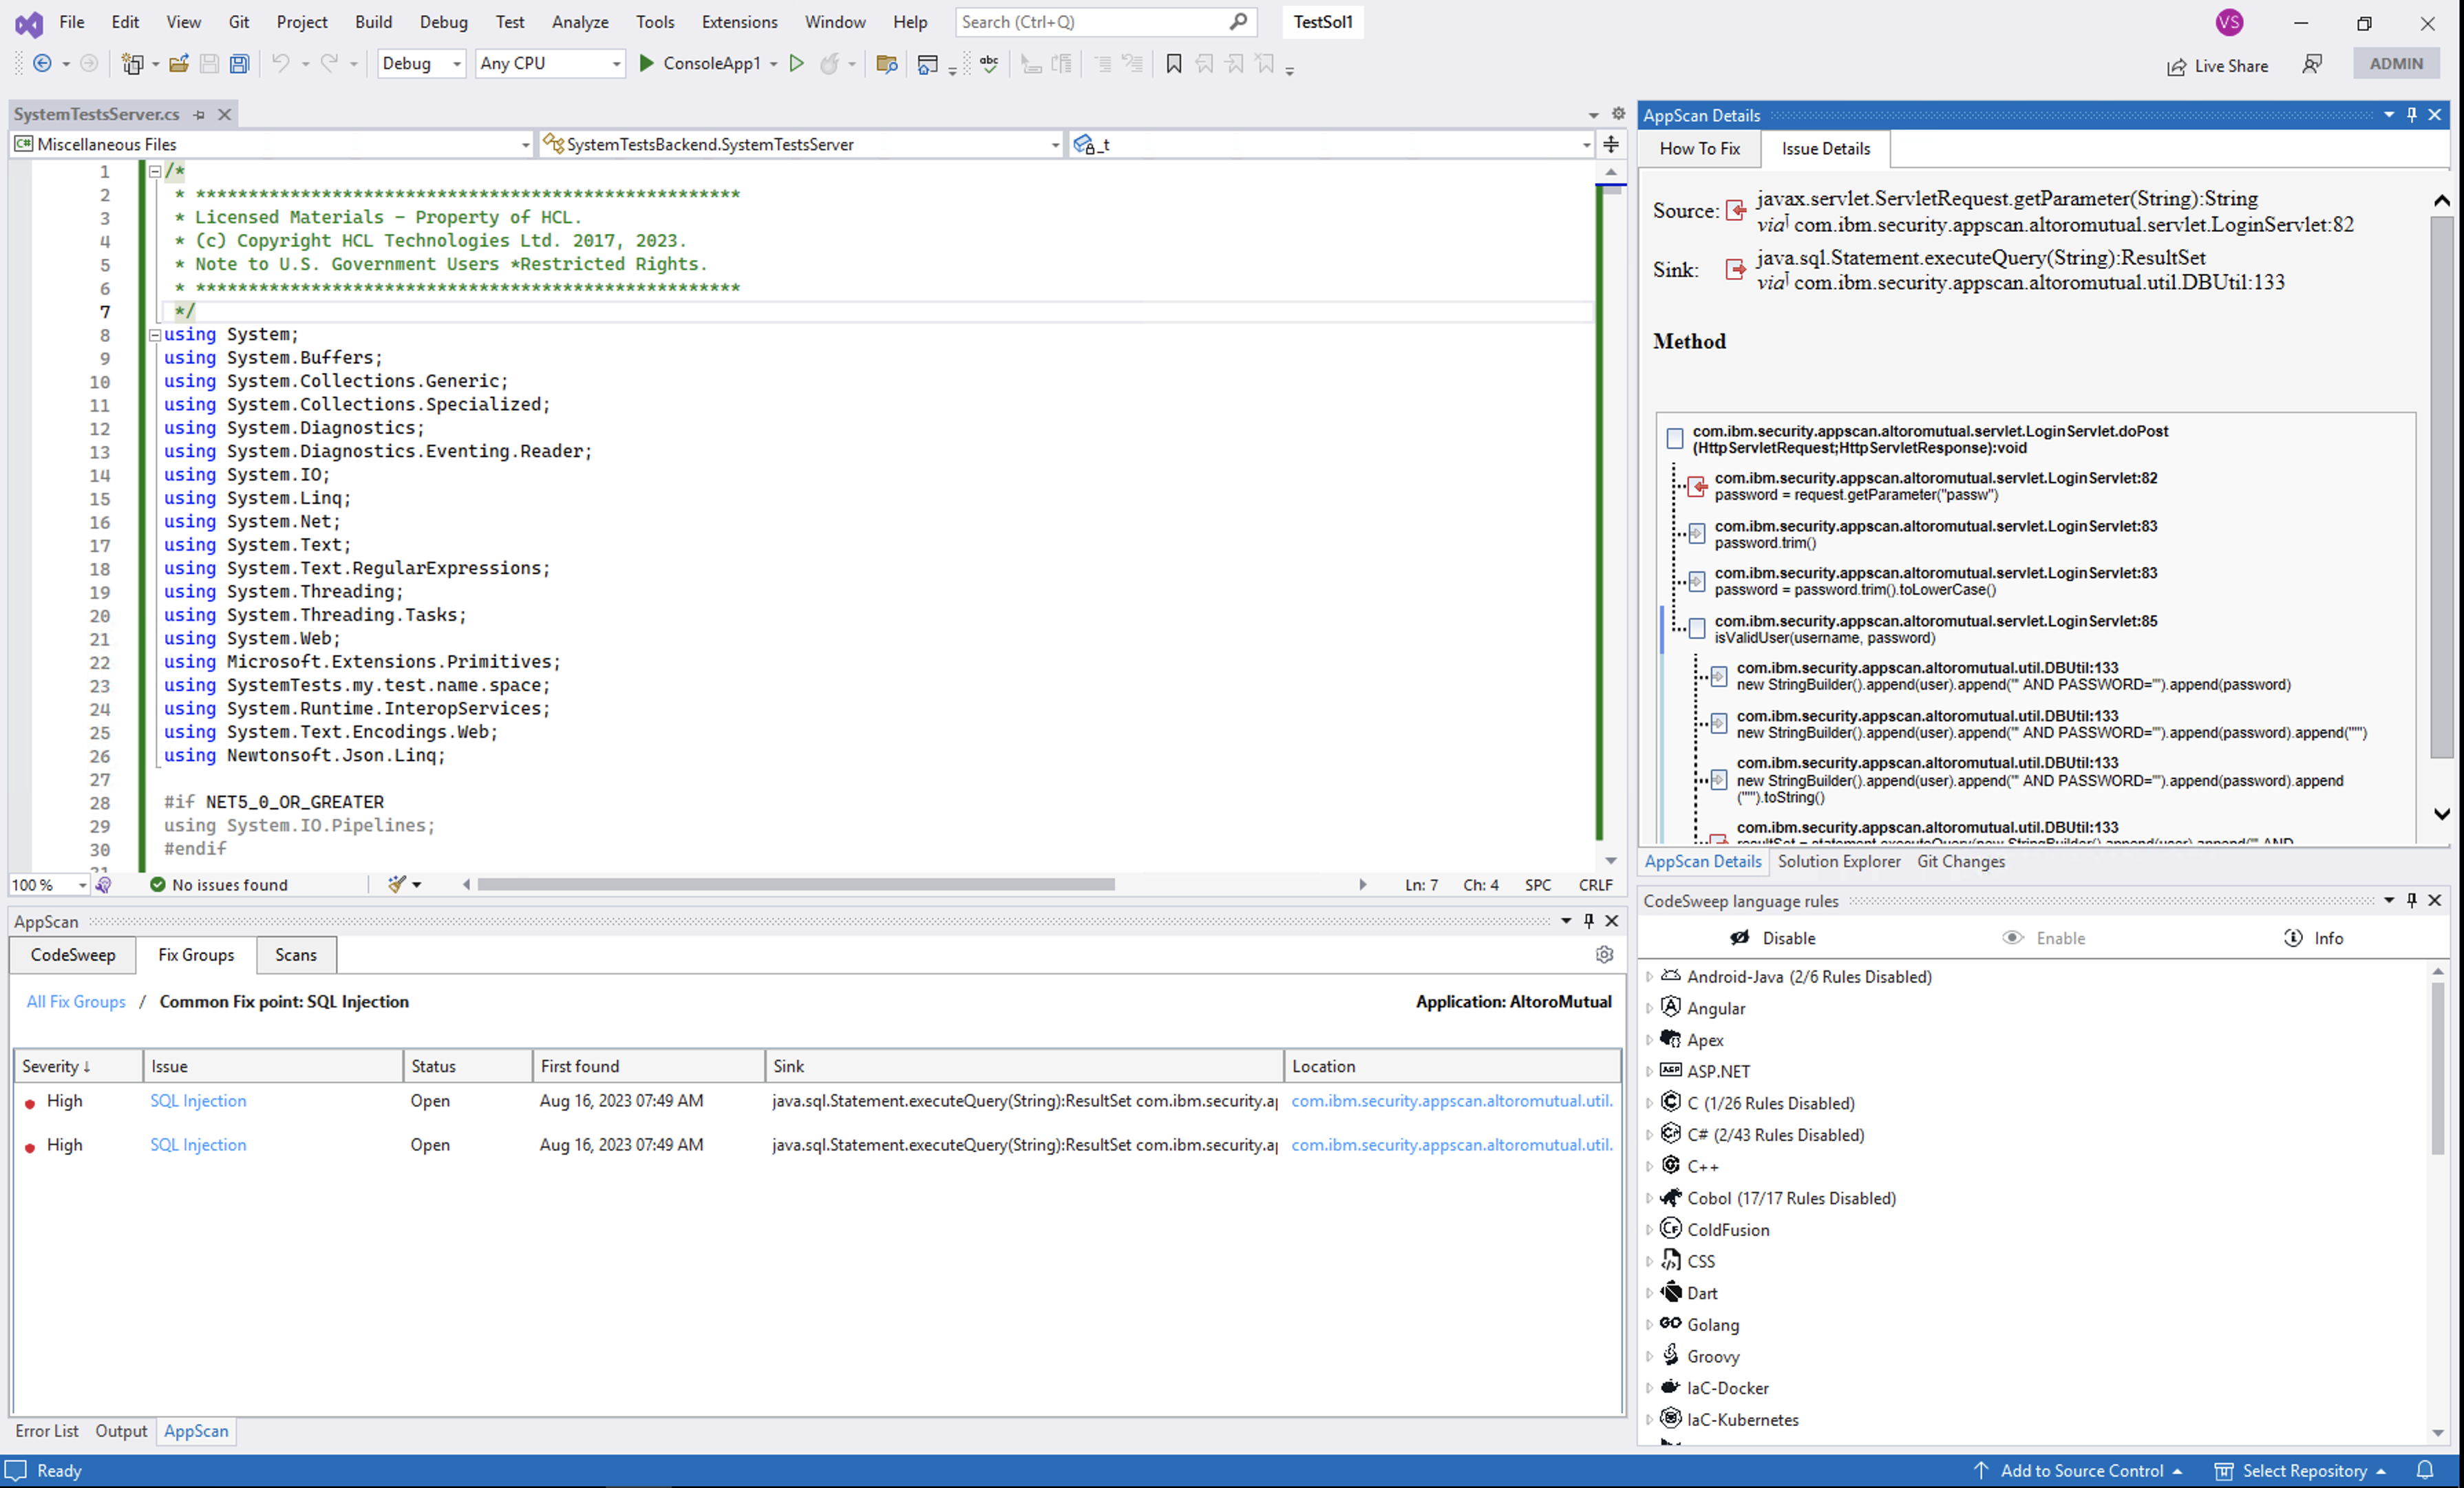 File Edit View Git Project Build Debug Test Analyze Tools Extensions Window Help Search (Ctrl+Q) TestSol1 VS
Debug Any CPU ConsoleApp1 abc Live Share ADMIN
SystemTestsServer.cs
C# Miscellaneous Files SystemTestsBackend.SystemTestsServer _t
1 /*
2 * ****************************************************
3 * Licensed Materials – Property of HCL.
4 * (c) Copyright HCL Technologies Ltd. 2017, 2023.
5 * Note to U.S. Government Users *Restricted Rights.
6 * ****************************************************
7 */
8 using System;
9 using System.Buffers;
10 using System.Collections.Generic;
11 using System.Collections.Specialized;
12 using System.Diagnostics;
13 using System.Diagnostics.Eventing.Reader;
14 using System.IO;
15 using System.Linq;
16 using System.Net;
17 using System.Text;
18 using System.Text.RegularExpressions;
19 using System.Threading;
20 using System.Threading.Tasks;
21 using System.Web;
22 using Microsoft.Extensions.Primitives;
23 using SystemTests.my.test.name.space;
24 using System.Runtime.InteropServices;
25 using System.Text.Encodings.Web;
26 using Newtonsoft.Json.Linq;
27
28 #if NET5_0_OR_GREATER
29 using System.IO.Pipelines;
30 #endif
100 % No issues found Ln: 7 Ch: 4 SPC CRLF
AppScan Details
How To Fix Issue Details
Source: javax.servlet.ServletRequest.getParameter(String):String
via com.ibm.security.appscan.altoromutual.servlet.LoginServlet:82
Sink: java.sql.Statement.executeQuery(String):ResultSet
via com.ibm.security.appscan.altoromutual.util.DBUtil:133
Method
com.ibm.security.appscan.altoromutual.servlet.LoginServlet.doPost
(HttpServletRequest;HttpServletResponse):void
com.ibm.security.appscan.altoromutual.servlet.LoginServlet:82
password = request.getParameter("passw")
com.ibm.security.appscan.altoromutual.servlet.LoginServlet:83
password.trim()
com.ibm.security.appscan.altoromutual.servlet.LoginServlet:83
password = password.trim().toLowerCase()
com.ibm.security.appscan.altoromutual.servlet.LoginServlet:85
isValidUser(username, password)
com.ibm.security.appscan.altoromutual.util.DBUtil:133
new StringBuilder().append(user).append("' AND PASSWORD='").append(password)
com.ibm.security.appscan.altoromutual.util.DBUtil:133
new StringBuilder().append(user).append("' AND PASSWORD='").append(password).append("'")
com.ibm.security.appscan.altoromutual.util.DBUtil:133
new StringBuilder().append(user).append("' AND PASSWORD='").append(password).append
("'").toString()
com.ibm.security.appscan.altoromutual.util.DBUtil:133
resultSet = statement.executeQuery(new StringBuilder().append(user).append("' AND
AppScan Details Solution Explorer Git Changes
AppScan
CodeSweep Fix Groups Scans
All Fix Groups / Common Fix point: SQL Injection Application: AltoroMutual
Severity ↓ Issue Status First found Sink Location
High SQL Injection Open Aug 16, 2023 07:49 AM java.sql.Statement.executeQuery(String):ResultSet com.ibm.security.ap com.ibm.security.appscan.altoromutual.util.
High SQL Injection Open Aug 16, 2023 07:49 AM java.sql.Statement.executeQuery(String):ResultSet com.ibm.security.ap com.ibm.security.appscan.altoromutual.util.
Error List Output AppScan
CodeSweep language rules
Disable Enable Info
Android-Java (2/6 Rules Disabled)
Angular
Apex
ASP.NET
C (1/26 Rules Disabled)
C# (2/43 Rules Disabled)
C++
Cobol (17/17 Rules Disabled)
ColdFusion
CSS
Dart
Golang
Groovy
IaC-Docker
IaC-Kubernetes
Ready Add to Source Control Select Repository